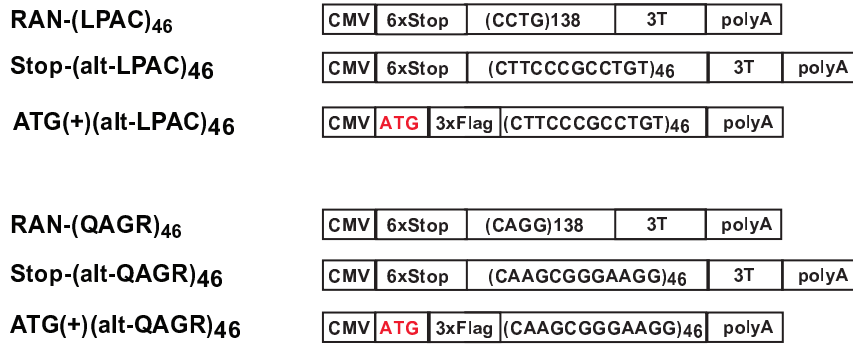 RAN-(LPAC)46 CMV 6xStop (CCTG)138 3T polyA
Stop-(alt-LPAC)46 CMV 6xStop (CTTCCCGCCTGT)46 3T polyA
ATG(+)(alt-LPAC)46 CMV ATG 3xFlag (CTTCCCGCCTGT)46 polyA
RAN-(QAGR)46 CMV 6xStop (CAGG)138 3T polyA
Stop-(alt-QAGR)46 CMV 6xStop (CAAGCGGGAAGG)46 3T polyA
ATG(+)(alt-QAGR)46 CMV ATG 3xFlag (CAAGCGGGAAGG)46 polyA